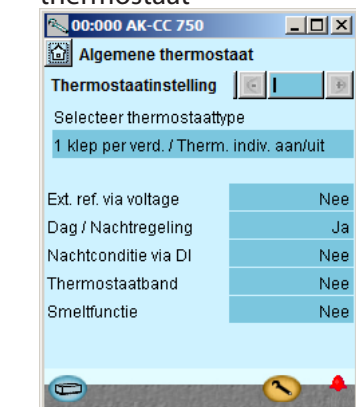 thermostaat
00:000 AK-CC 750
Algemene thermostaat
Thermostaatinstelling
Selecteer thermostaattype
1 klep per verd. / Therm. indiv. aan/uit
Ext. ref. via voltage Nee
Dag / Nachtregeling Ja
Nachtconditie via DI Nee
Thermostaatband Nee
Smeltfunctie Nee